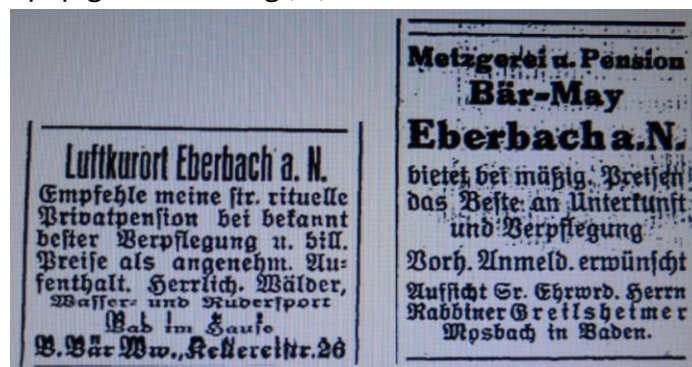 Luftkurort Eberbach a. N.
Empfehle meine str. rituelle
Privatpension bei bekannt
bester Verpflegung u. bill.
Preise als angenehm. Au=
fenthalt. Herrlich. Wälder,
Wasser= und Rudersport
Bad im Hause
B. Bär Ww., Kellereistr. 26
Metzgerei u. Pension
Bär-May
Eberbach a. N.
bietet bei mäßig. Preisen
das Beste an Unterkunft
und Verpflegung
Vorh. Anmeld. erwünscht
Aufsicht Sr. Ehrwrd. Herrn
Rabbiner Greilsheimer
Mosbach in Baden.